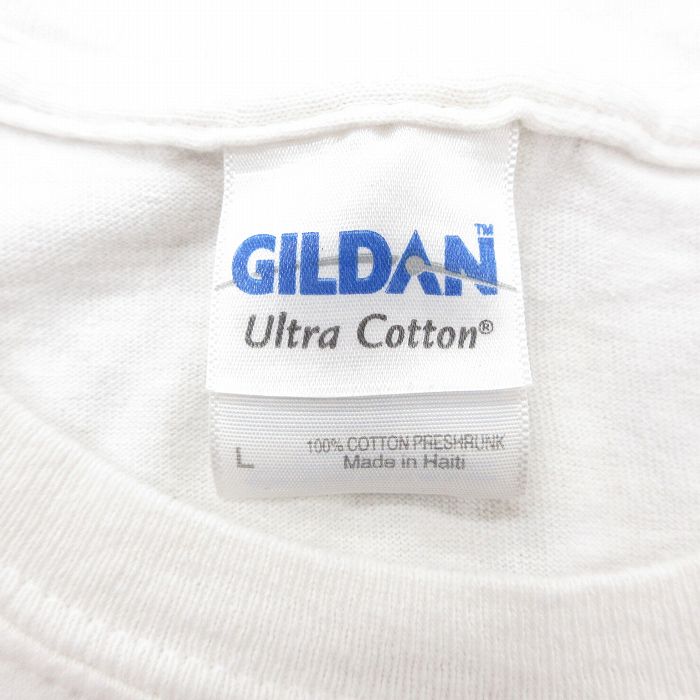 GILDAN™
Ultra Cotton®
L
100% COTTON PRESHRUNK
Made in Haiti